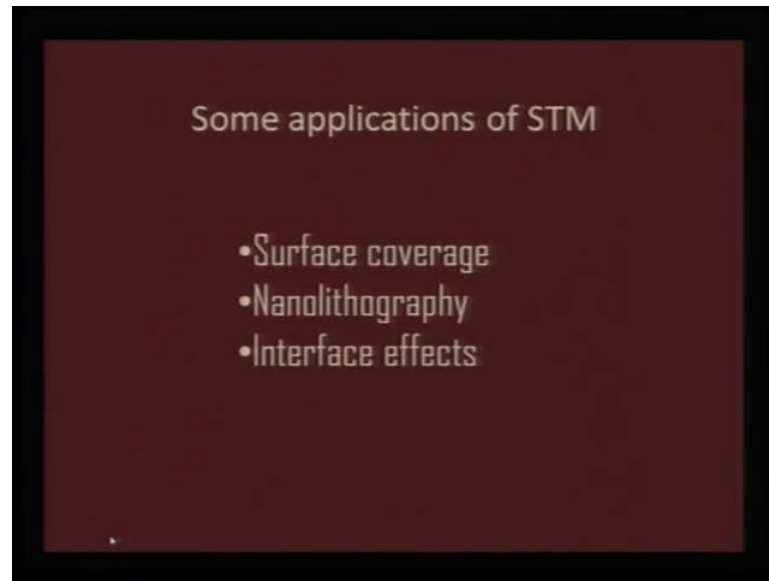 Some applications of STM
•Surface coverage
•Nanolithography
•Interface effects